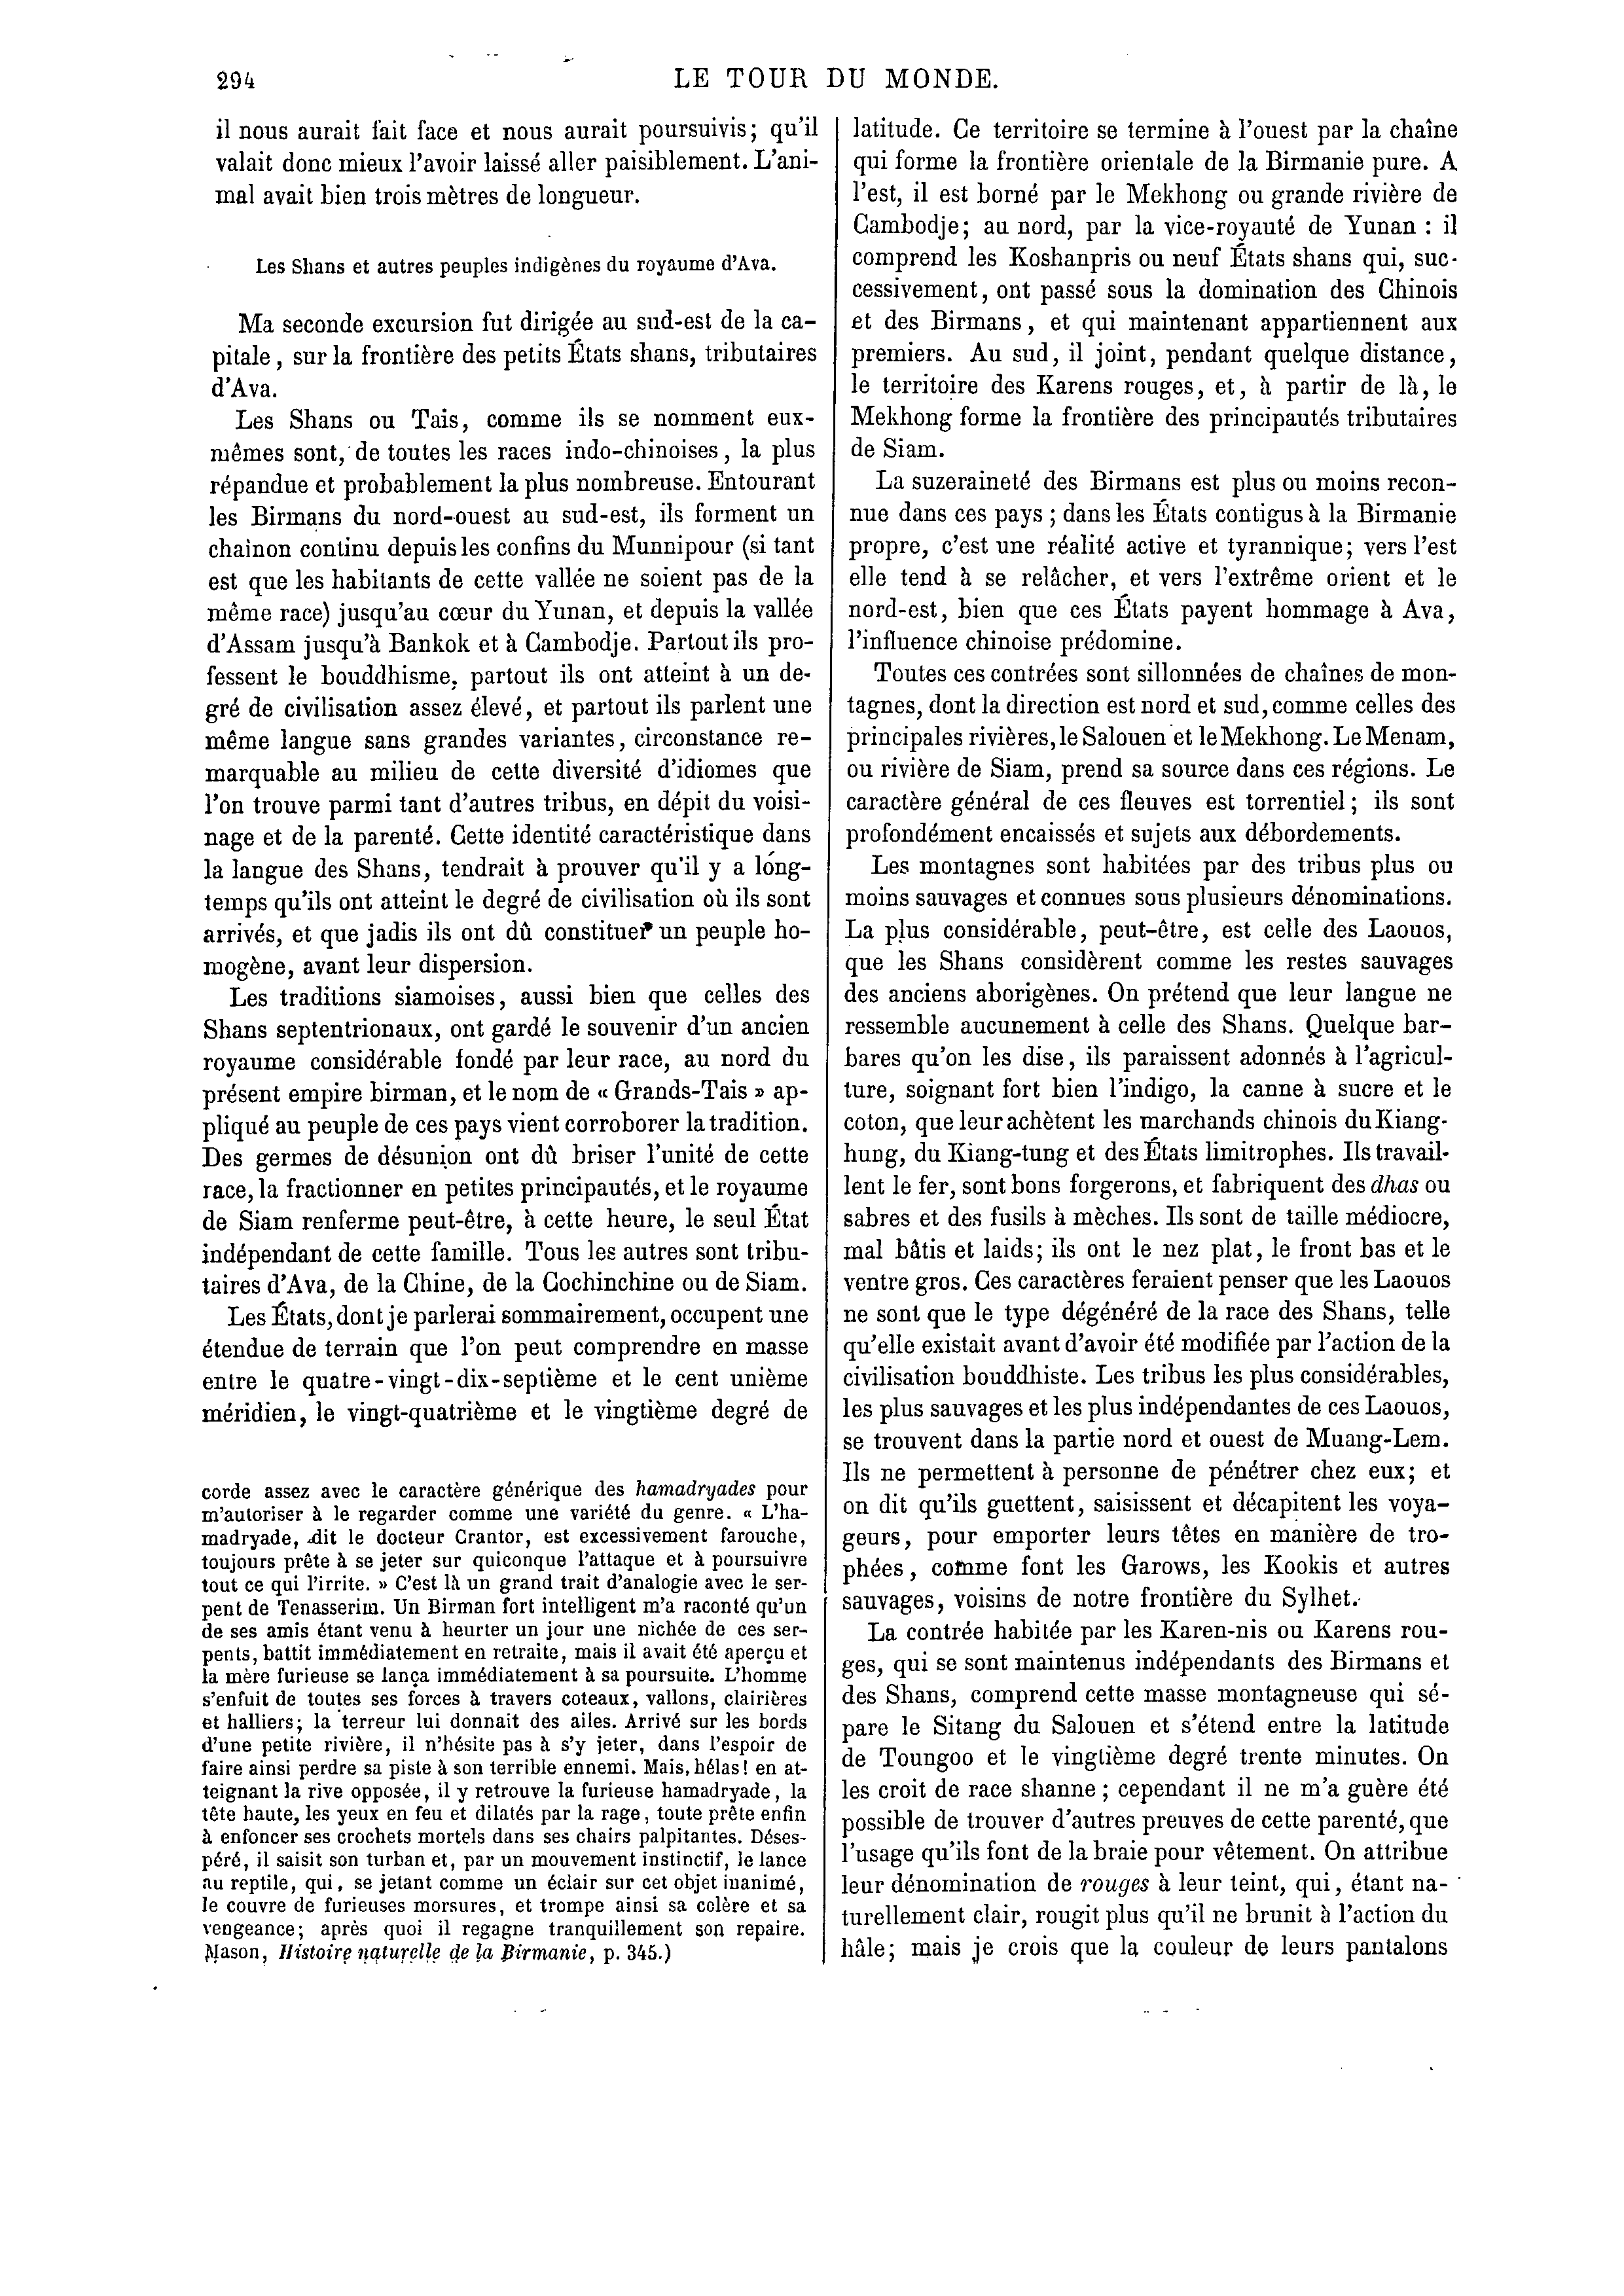 294
LE TOUR DU MONDE.
il nous aurait fait face et nous aurait poursuivis; qu'il
valait donc mieux l'avoir laissé aller paisiblement. L'ani-
mal avait bien trois mètres de longueur.
Les Shans et autres peuples indigènes du royaume d'Ava.
Ma seconde excursion fut dirigée au sud-est de la ca-
pitale, sur la frontière des petits États shans, tributaires
d'Ava.
Les Shans ou Tais, comme ils se nomment eux-
mêmes sont, de toutes les races indo-chinoises, la plus
répandue et probablement la plus nombreuse. Entourant
les Birmans du nord-ouest au sud-est, ils forment un
chaînon continu depuis les confins du Munnipour (si tant
est que les habitants de cette vallée ne soient pas de la
même race) jusqu'au cœur du Yunan, et depuis la vallée
d'Assam jusqu'à Bankok et à Cambodje. Partout ils pro-
fessent le bouddhisme, partout ils ont atteint à un de-
gré de civilisation assez élevé, et partout ils parlent une
même langue sans grandes variantes, circonstance re-
marquable au milieu de cette diversité d'idiomes que
l'on trouve parmi tant d'autres tribus, en dépit du voisi-
nage et de la parenté. Cette identité caractéristique dans
la langue des Shans, tendrait à prouver qu'il y a long-
temps qu'ils ont atteint le degré de civilisation où ils sont
arrivés, et que jadis ils ont dû constituer un peuple ho-
mogène, avant leur dispersion.
Les traditions siamoises, aussi bien que celles des
Shans septentrionaux, ont gardé le souvenir d'un ancien
royaume considérable fondé par leur race, au nord du
présent empire birman, et le nom de « Grands-Tais » ap-
pliqué au peuple de ces pays vient corroborer la tradition.
Des germes de désunion ont dû briser l'unité de cette
race, la fractionner en petites principautés, et le royaume
de Siam renferme peut-être, à cette heure, le seul État
indépendant de cette famille. Tous les autres sont tribu-
taires d'Ava, de la Chine, de la Cochinchine ou de Siam.
Les États, dont je parlerai sommairement, occupent une
étendue de terrain que l'on peut comprendre en masse
entre le quatre-vingt-dix-septième et le cent unième
méridien, le vingt-quatrième et le vingtième degré de
corde assez avec le caractère générique des hamadryades pour
m'autoriser à le regarder comme une variété du genre. « L'ha-
madryade, dit le docteur Crantor, est excessivement farouche,
toujours prête à se jeter sur quiconque l'attaque et à poursuivre
tout ce qui l'irrite. » C'est là un grand trait d'analogie avec le ser-
pent de Tenasserim. Un Birman fort intelligent m'a raconté qu'un
de ses amis étant venu à heurter un jour une nichée de ces ser-
pents, battit immédiatement en retraite, mais il avait été aperçu et
la mère furieuse se lança immédiatement à sa poursuite. L'homme
s'enfuit de toutes ses forces à travers coteaux, vallons, clairières
et halliers; la terreur lui donnait des ailes. Arrivé sur les bords
d'une petite rivière, il n'hésite pas à s'y jeter, dans l'espoir de
faire ainsi perdre sa piste à son terrible ennemi. Mais, hélas! en at-
teignant la rive opposée, il y retrouve la furieuse hamadryade, la
tête haute, les yeux en feu et dilatés par la rage, toute prête enfin
à enfoncer ses crochets mortels dans ses chairs palpitantes. Déses-
péré, il saisit son turban et, par un mouvement instinctif, le lance
au reptile, qui, se jetant comme un éclair sur cet objet inanimé,
le couvre de furieuses morsures, et trompe ainsi sa colère et sa
vengeance; après quoi il regagne tranquillement son repaire.
Mason, Histoire naturelle de la Birmanie, p. 345.)
latitude. Ce territoire se termine à l'ouest par la chaîne
qui forme la frontière orientale de la Birmanie pure. A
l'est, il est borné par le Mekhong ou grande rivière de
Cambodje; au nord, par la vice-royauté de Yunan : il
comprend les Koshanpris ou neuf États shans qui, suc-
cessivement, ont passé sous la domination des Chinois
et des Birmans, et qui maintenant appartiennent aux
premiers. Au sud, il joint, pendant quelque distance,
le territoire des Karens rouges, et, à partir de là, le
Mekhong forme la frontière des principautés tributaires
de Siam.
La suzeraineté des Birmans est plus ou moins recon-
nue dans ces pays; dans les États contigus à la Birmanie
propre, c'est une réalité active et tyrannique; vers l'est
elle tend à se relâcher, et vers l'extrême orient et le
nord-est, bien que ces États payent hommage à Ava,
l'influence chinoise prédomine.
Toutes ces contrées sont sillonnées de chaînes de mon-
tagnes, dont la direction est nord et sud, comme celles des
principales rivières, le Salouen et le Mekhong. Le Menam,
ou rivière de Siam, prend sa source dans ces régions. Le
caractère général de ces fleuves est torrentiel; ils sont
profondément encaissés et sujets aux débordements.
Les montagnes sont habitées par des tribus plus ou
moins sauvages et connues sous plusieurs dénominations.
La plus considérable, peut-être, est celle des Laouos,
que les Shans considèrent comme les restes sauvages
des anciens aborigènes. On prétend que leur langue ne
ressemble aucunement à celle des Shans. Quelque bar-
bares qu'on les dise, ils paraissent adonnés à l'agricul-
ture, soignant fort bien l'indigo, la canne à sucre et le
coton, que leur achètent les marchands chinois du Kiang-
hung, du Kiang-tung et des États limitrophes. Ils travail-
lent le fer, sont bons forgerons, et fabriquent des dhas ou
sabres et des fusils à mèches. Ils sont de taille médiocre,
mal bâtis et laids; ils ont le nez plat, le front bas et le
ventre gros. Ces caractères feraient penser que les Laouos
ne sont que le type dégénéré de la race des Shans, telle
qu'elle existait avant d'avoir été modifiée par l'action de la
civilisation bouddhiste. Les tribus les plus considérables,
les plus sauvages et les plus indépendantes de ces Laouos,
se trouvent dans la partie nord et ouest de Muang-Lem.
Ils ne permettent à personne de pénétrer chez eux; et
on dit qu'ils guettent, saisissent et décapitent les voya-
geurs, pour emporter leurs têtes en manière de tro-
phées, comme font les Garows, les Kookis et autres
sauvages, voisins de notre frontière du Sylhet.
La contrée habitée par les Karen-nis ou Karens rou-
ges, qui se sont maintenus indépendants des Birmans et
des Shans, comprend cette masse montagneuse qui sé-
pare le Sitang du Salouen et s'étend entre la latitude
de Toungoo et le vingtième degré trente minutes. On
les croit de race shanne; cependant il ne m'a guère été
possible de trouver d'autres preuves de cette parenté, que
l'usage qu'ils font de la braie pour vêtement. On attribue
leur dénomination de rouges à leur teint, qui, étant na-
turellement clair, rougit plus qu'il ne brunit à l'action du
hâle; mais je crois que la couleur de leurs pantalons